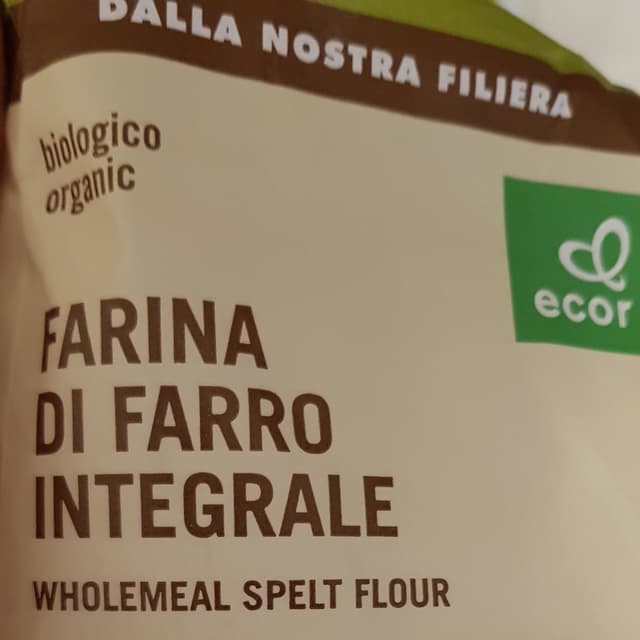 DALLA NOSTRA FILIERA
biologico
organic
ecor
FARINA
DI FARRO
INTEGRALE
WHOLEMEAL SPELT FLOUR